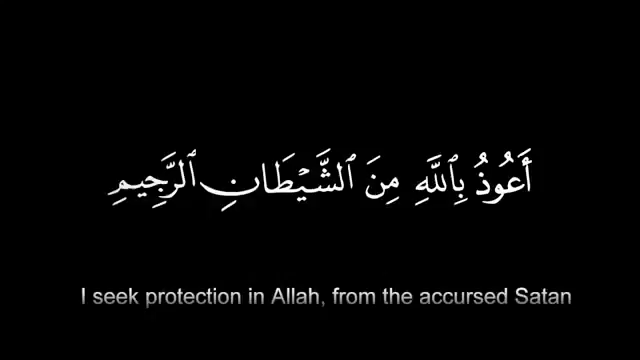 أَعُوذُ بِٱللَّهِ مِنَ ٱلشَّيْطَانِ ٱلرَّجِيمِ
I seek protection in Allah, from the accursed Satan